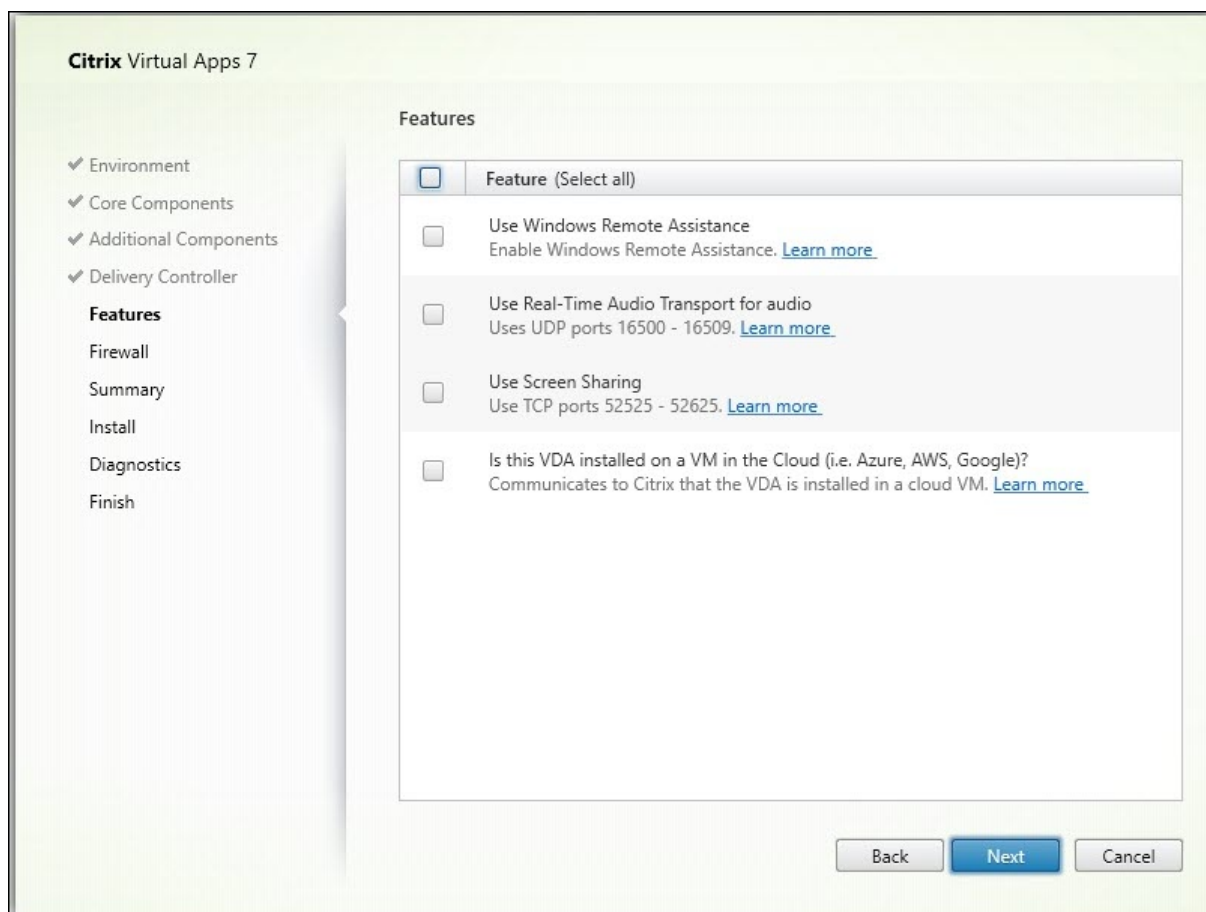 Citrix Virtual Apps 7
Features
Environment
Core Components
Additional Components
Delivery Controller
Features
Firewall
Summary
Install
Diagnostics
Finish
Feature (Select all)
Use Windows Remote Assistance
Enable Windows Remote Assistance. Learn more
Use Real-Time Audio Transport for audio
Uses UDP ports 16500 - 16509. Learn more
Use Screen Sharing
Use TCP ports 52525 - 52625. Learn more
Is this VDA installed on a VM in the Cloud (i.e. Azure, AWS, Google)?
Communicates to Citrix that the VDA is installed in a cloud VM. Learn more
Back Next Cancel